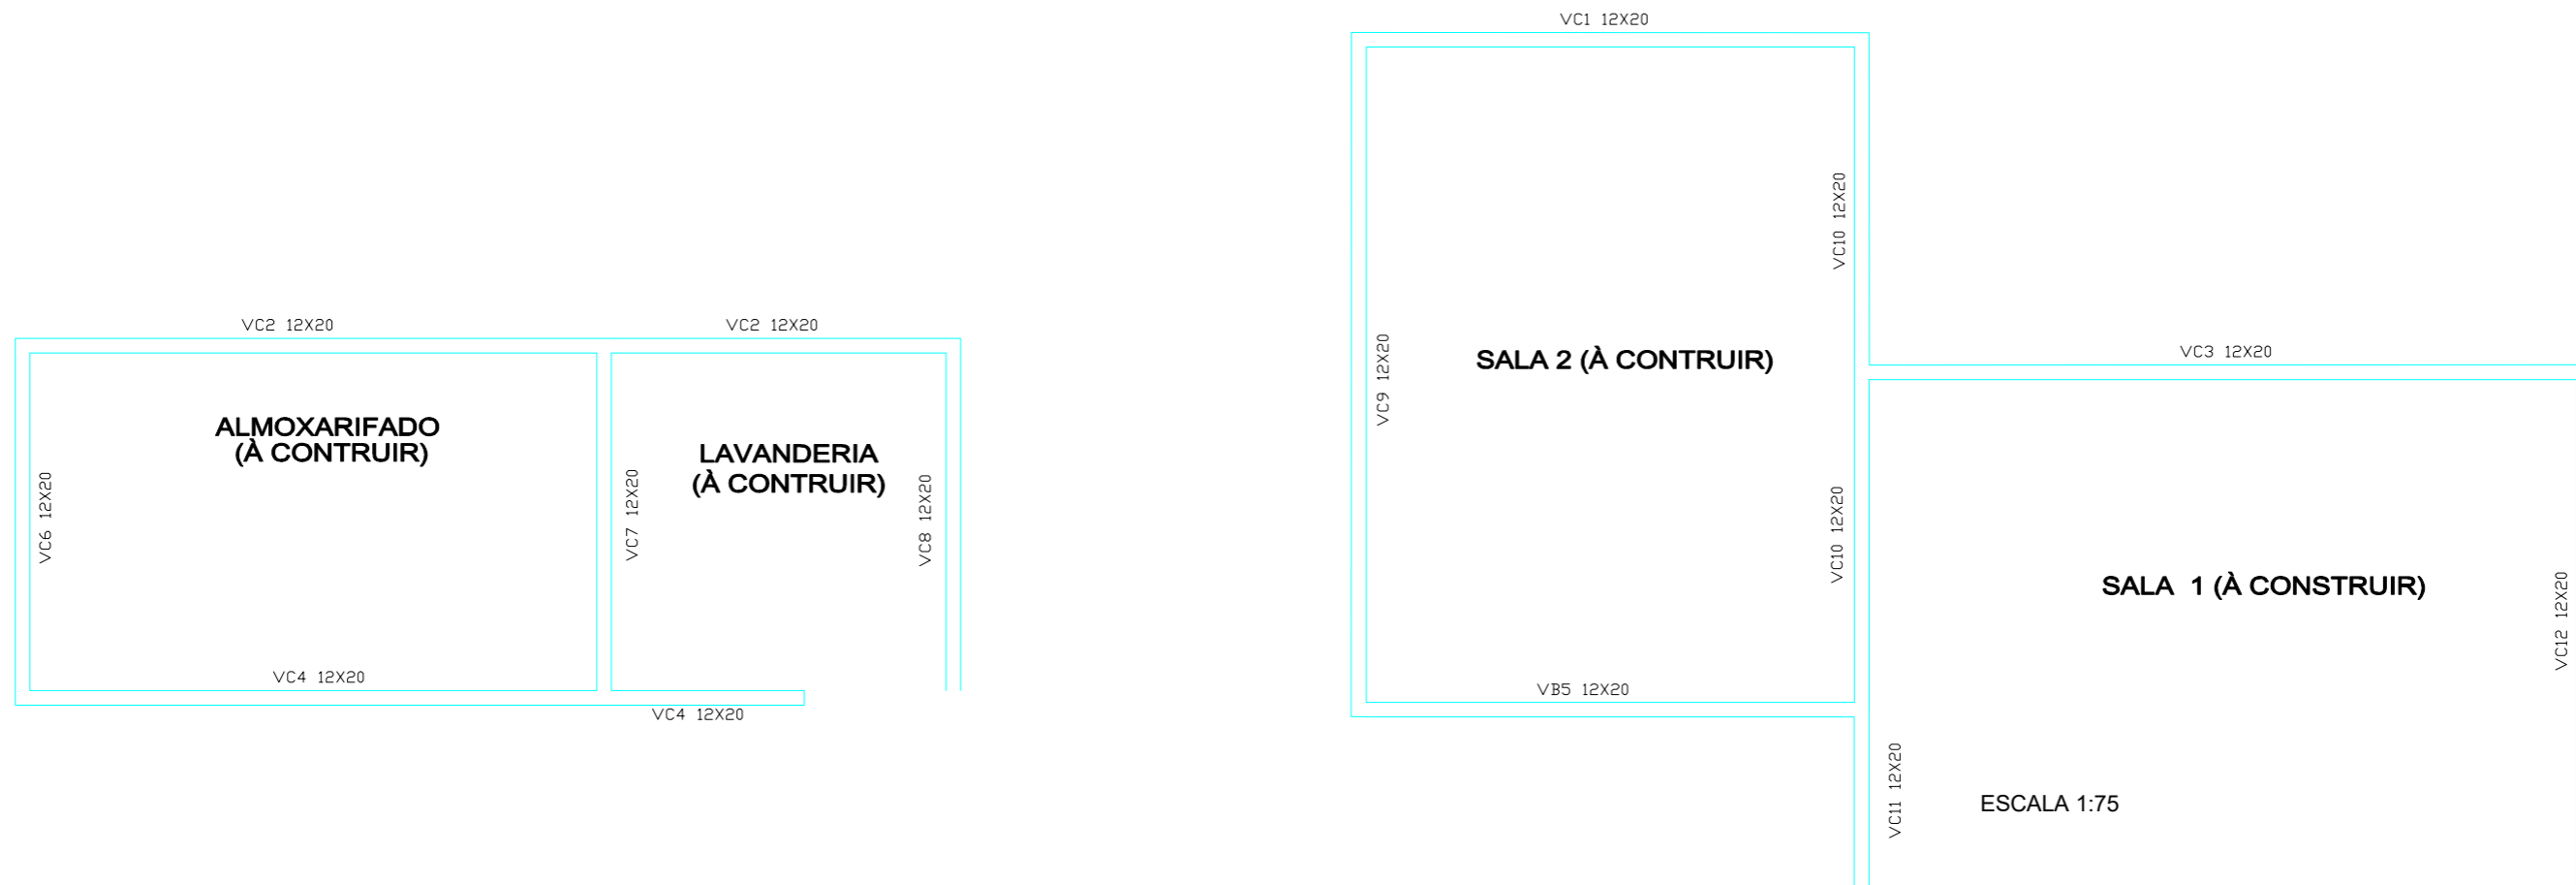 VC1 12X20
VC10 12X20
VC2 12X20
VC2 12X20
VC9 12X20
SALA 2 (À CONTRUIR)
VC3 12X20
ALMOXARIFADO
(À CONTRUIR)
LAVANDERIA
(À CONTRUIR)
VC6 12X20
VC7 12X20
VC8 12X20
VC10 12X20
SALA 1 (À CONSTRUIR)
VC12 12X20
VC4 12X20
VC4 12X20
VB5 12X20
VC11 12X20
ESCALA 1:75